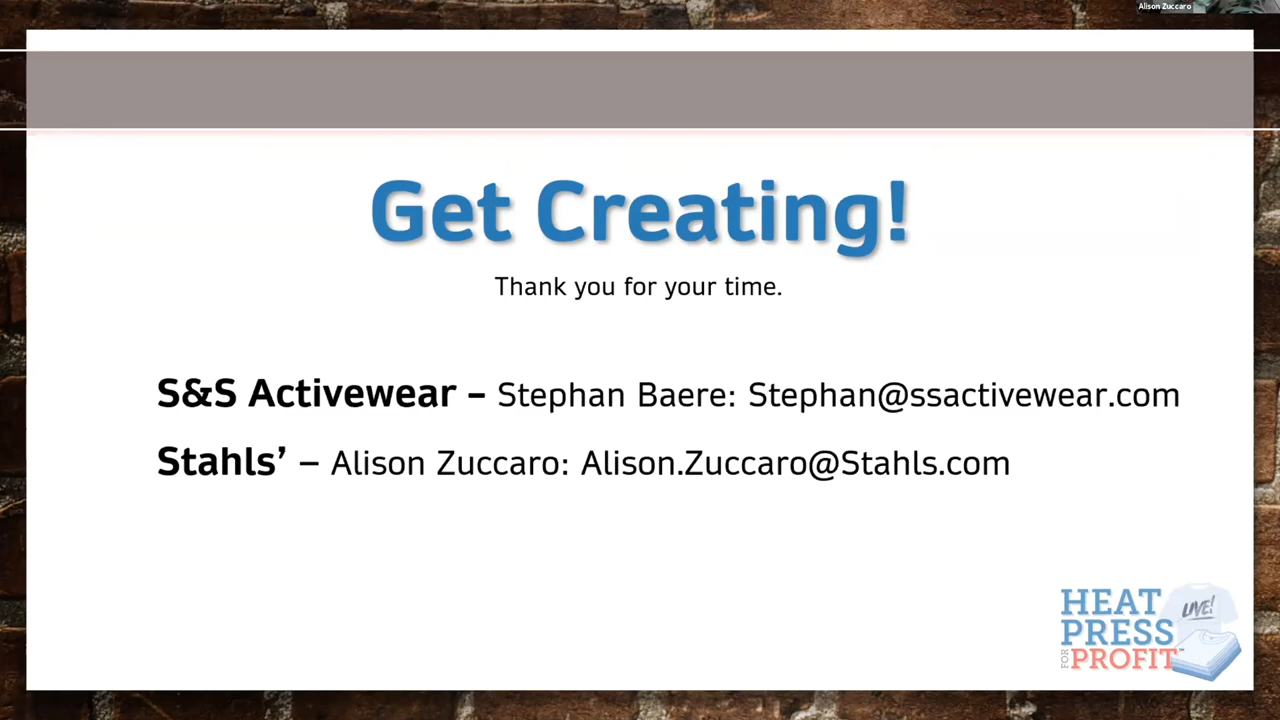 Alison Zuccaro
Get Creating!
Thank you for your time.
S&S Activewear – Stephan Baere: Stephan@ssactivewear.com
Stahls’ – Alison Zuccaro: Alison.Zuccaro@Stahls.com
HEAT
LIVE!
PRESS
FOR PROFIT™